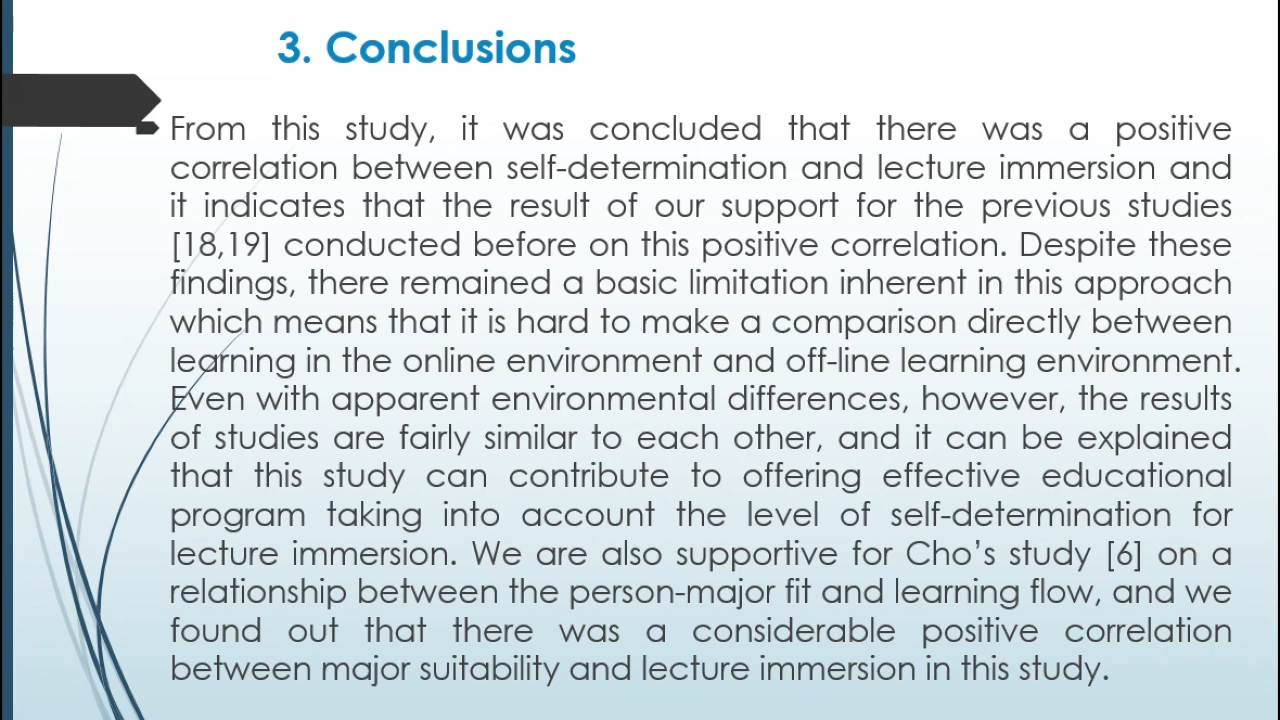 3. Conclusions
From this study, it was concluded that there was a positive
correlation between self-determination and lecture immersion and
it indicates that the result of our support for the previous studies
[18,19] conducted before on this positive correlation. Despite these
findings, there remained a basic limitation inherent in this approach
which means that it is hard to make a comparison directly between
learning in the online environment and off-line learning environment.
Even with apparent environmental differences, however, the results
of studies are fairly similar to each other, and it can be explained
that this study can contribute to offering effective educational
program taking into account the level of self-determination for
lecture immersion. We are also supportive for Cho’s study [6] on a
relationship between the person-major fit and learning flow, and we
found out that there was a considerable positive correlation
between major suitability and lecture immersion in this study.